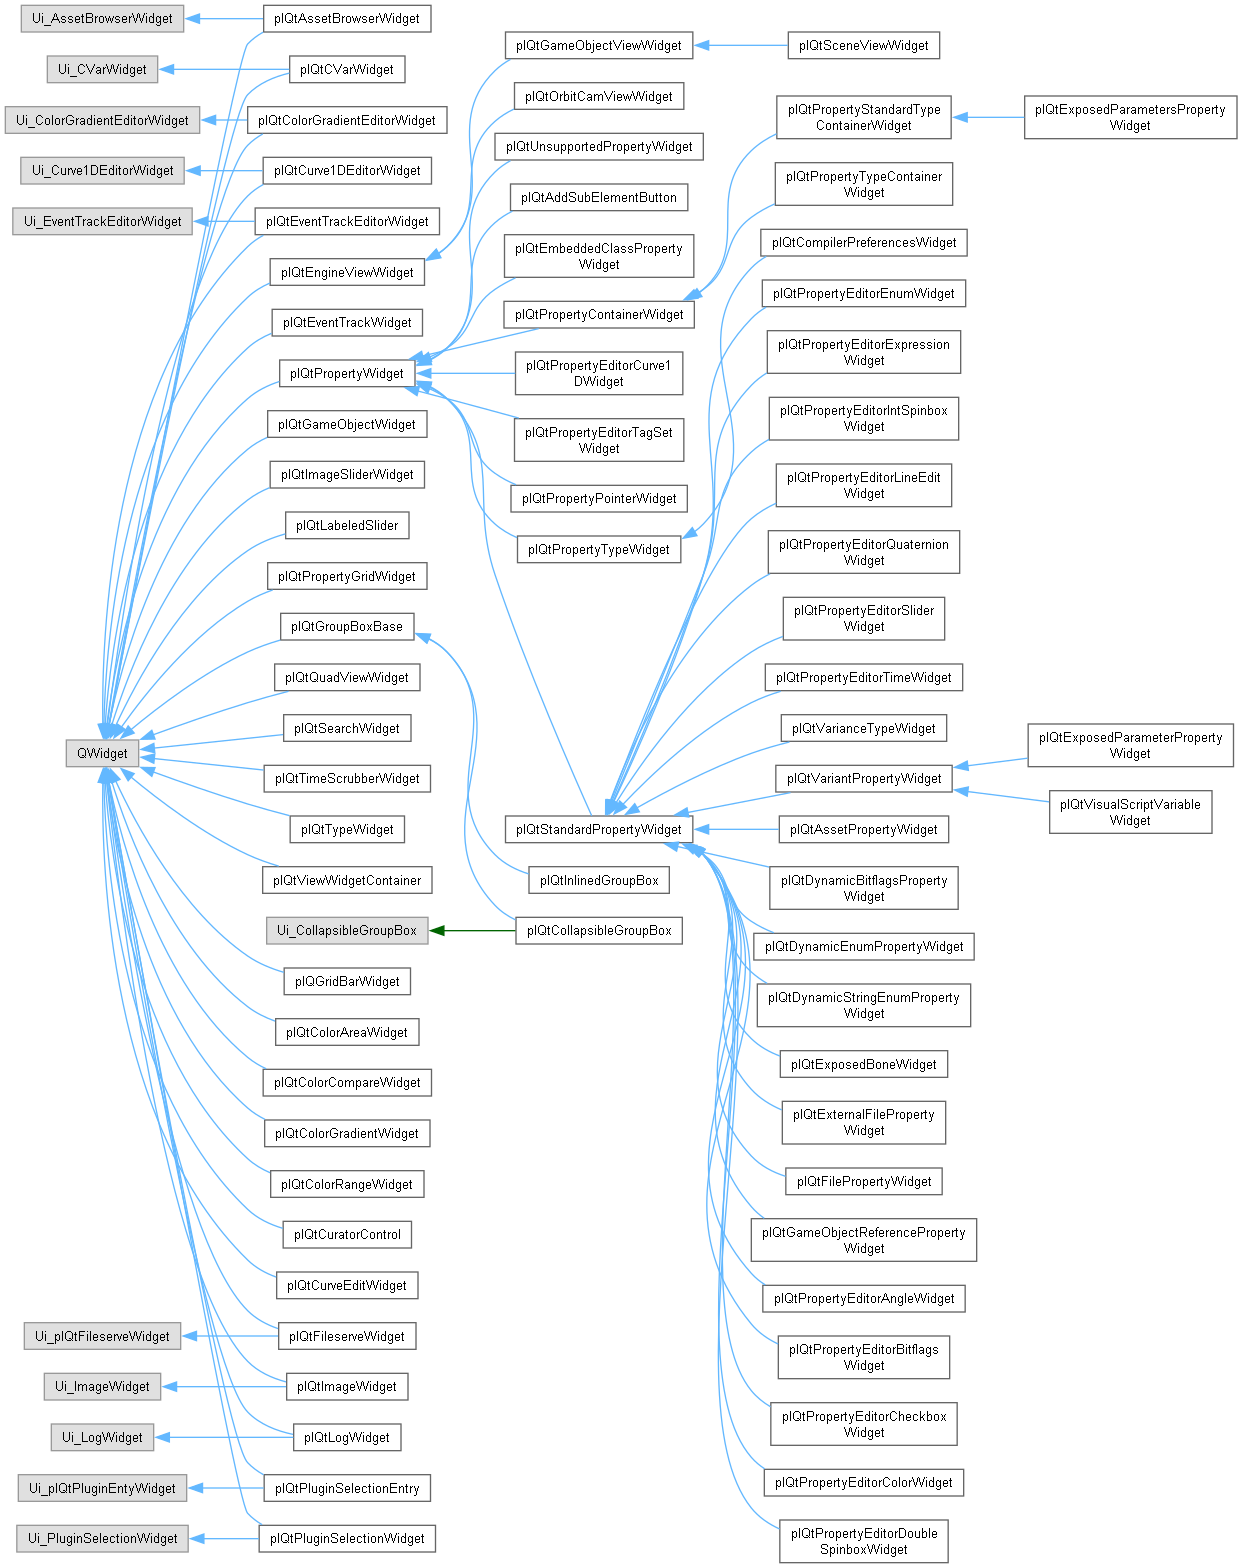 Ui_AssetBrowserWidget
Ui_CVarWidget
Ui_ColorGradientEditorWidget
Ui_Curve1DEditorWidget
Ui_EventTrackEditorWidget
QWidget
Ui_plQtFileserveWidget
Ui_ImageWidget
Ui_LogWidget
Ui_plQtPluginEntyWidget
Ui_PluginSelectionWidget
plQtAssetBrowserWidget
plQtCVarWidget
plQtColorGradientEditorWidget
plQtCurve1DEditorWidget
plQtEventTrackEditorWidget
plQtEngineViewWidget
plQtEventTrackWidget
plQtPropertyWidget
plQtGameObjectWidget
plQtImageSliderWidget
plQtLabeledSlider
plQtPropertyGridWidget
plQtGroupBoxBase
plQtQuadViewWidget
plQtSearchWidget
plQtTimeScrubberWidget
plQtTypeWidget
plQtViewWidgetContainer
Ui_CollapsibleGroupBox
plQGridBarWidget
plQtColorAreaWidget
plQtColorCompareWidget
plQtColorGradientWidget
plQtColorRangeWidget
plQtCuratorControl
plQtCurveEditWidget
plQtFileserveWidget
plQtImageWidget
plQtLogWidget
plQtPluginSelectionEntry
plQtPluginSelectionWidget
plQtGameObjectViewWidget
plQtOrbitCamViewWidget
plQtUnsupportedPropertyWidget
plQtAddSubElementButton
plQtEmbeddedClassProperty
Widget
plQtPropertyContainerWidget
plQtPropertyEditorCurve1
DWidget
plQtPropertyEditorTagSet
Widget
plQtPropertyPointerWidget
plQtPropertyTypeWidget
plQtStandardPropertyWidget
plQtInlinedGroupBox
plQtCollapsibleGroupBox
plQtSceneViewWidget
plQtPropertyStandardType
ContainerWidget
plQtPropertyTypeContainer
Widget
plQtCompilerPreferencesWidget
plQtPropertyEditorEnumWidget
plQtPropertyEditorExpression
Widget
plQtPropertyEditorIntSpinbox
Widget
plQtPropertyEditorLineEdit
Widget
plQtPropertyEditorQuaternion
Widget
plQtPropertyEditorSlider
Widget
plQtPropertyEditorTimeWidget
plQtVarianceTypeWidget
plQtVariantPropertyWidget
plQtAssetPropertyWidget
plQtDynamicBitflagsProperty
Widget
plQtDynamicEnumPropertyWidget
plQtDynamicStringEnumProperty
Widget
plQtExposedBoneWidget
plQtExternalFileProperty
Widget
plQtFilePropertyWidget
plQtGameObjectReferenceProperty
Widget
plQtPropertyEditorAngleWidget
plQtPropertyEditorBitflags
Widget
plQtPropertyEditorCheckbox
Widget
plQtPropertyEditorColorWidget
plQtPropertyEditorDouble
SpinboxWidget
plQtExposedParametersProperty
Widget
plQtExposedParameterProperty
Widget
plQtVisualScriptVariable
Widget